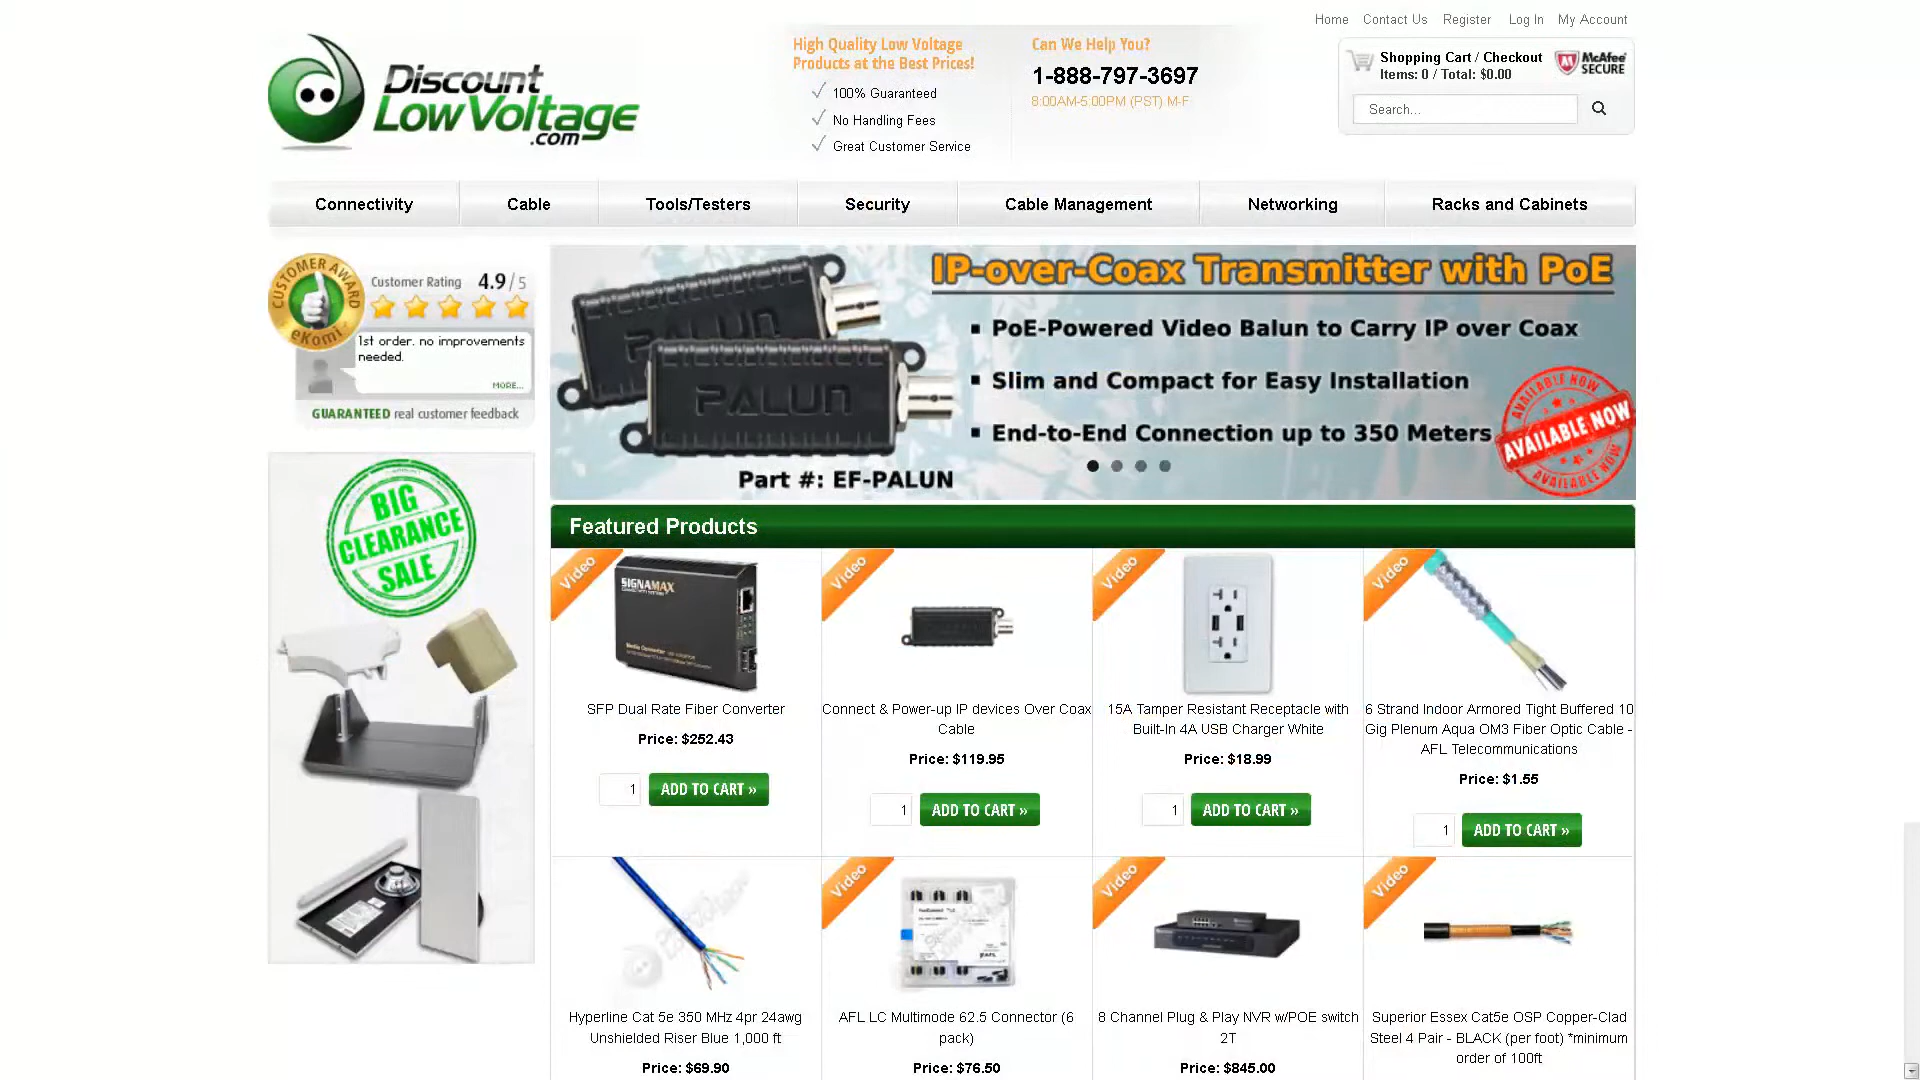 Home Contact Us Register Log In My Account
Discount
LowVoltage
.com
High Quality Low Voltage
Products at the Best Prices!
100% Guaranteed
No Handling Fees
Great Customer Service
Can We Help You?
1-888-797-3697
8:00AM-5:00PM (PST) M-F
Shopping Cart / Checkout
Items: 0 / Total: $0.00
McAfee
SECURE
Search...
Connectivity Cable Tools/Testers Security Cable Management Networking Racks and Cabinets
CUSTOMER AWARD
eKomi
Customer Rating 4.9 / 5
1st order. no improvements
needed.
MORE...
GUARANTEED real customer feedback
BIG
CLEARANCE
SALE
IP-over-Coax Transmitter with PoE
PoE-Powered Video Balun to Carry IP over Coax
Slim and Compact for Easy Installation
End-to-End Connection up to 350 Meters
PALUN
PALUN
Part #: EF-PALUN
AVAILABLE NOW
AVAILABLE NOW
AVAILABLE NOW
Featured Products
Video
SIGNAMAX
SFP Dual Rate Fiber Converter
Price: $252.43
1 ADD TO CART »
Video
Connect & Power-up IP devices Over Coax
Cable
Price: $119.95
1 ADD TO CART »
Video
15A Tamper Resistant Receptacle with
Built-In 4A USB Charger White
Price: $18.99
1 ADD TO CART »
Video
6 Strand Indoor Armored Tight Buffered 10
Gig Plenum Aqua OM3 Fiber Optic Cable -
AFL Telecommunications
Price: $1.55
1 ADD TO CART »
Hyperline Cat 5e 350 MHz 4pr 24awg
Unshielded Riser Blue 1,000 ft
Price: $69.90
Video
AFL
AFL LC Multimode 62.5 Connector (6
pack)
Price: $76.50
Video
8 Channel Plug & Play NVR w/POE switch
2T
Price: $845.00
Video
Superior Essex Cat5e OSP Copper-Clad
Steel 4 Pair - BLACK (per foot) *minimum
order of 100ft